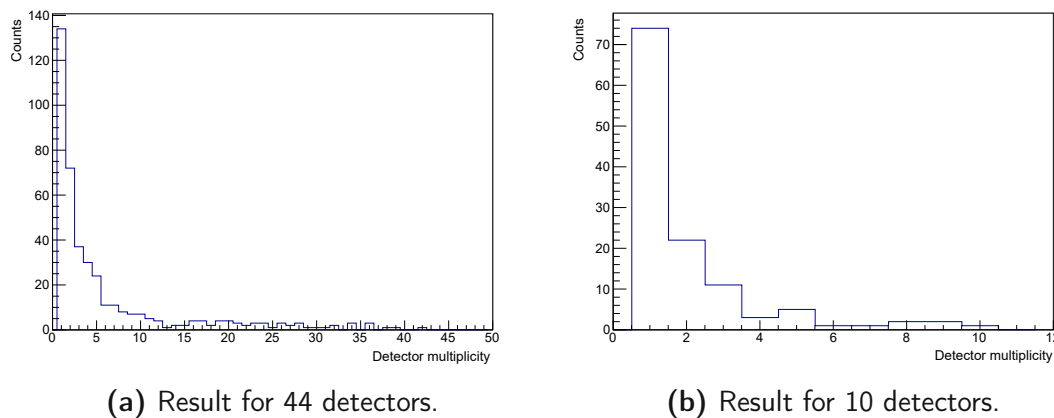 Counts
140
120
100
80
60
40
20
0
0 5 10 15 20 25 30 35 40 45 50
Detector multiplicity
(a) Result for 44 detectors.
Counts
70
60
50
40
30
20
10
0
0 2 4 6 8 10 12
Detector multiplicity
(b) Result for 10 detectors.